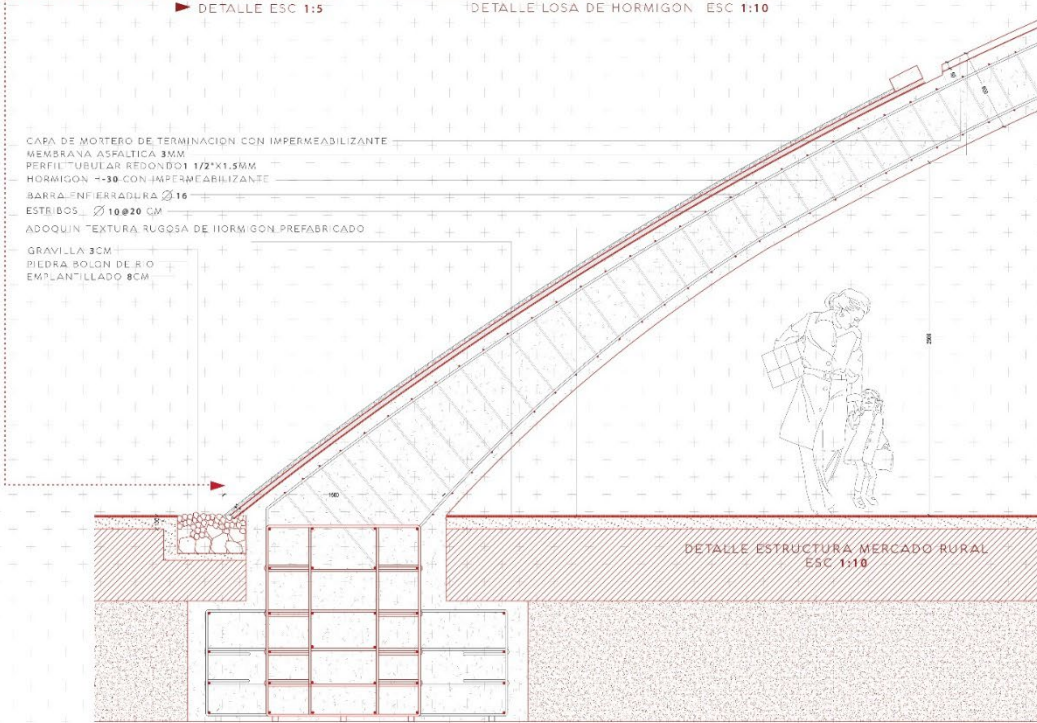 DETALLE ESC 1:5
DETALLE LOSA DE HORMIGON ESC 1:10
CAPA DE MORTERO DE TERMINACION CON IMPERMEABILIZANTE
MEMBRANA ASFALTICA 3MM
PERFIL TUBULAR REDONDO 1 1/2"X1.5MM
HORMIGON H-30 CON IMPERMEABILIZANTE
BARRA ENFIERRADURA Ø 16
ESTRIBOS Ø 10@20 CM
ADOQUIN TEXTURA RUGOSA DE HORMIGON PREFABRICADO
GRAVILLA 3CM
PIEDRA BOLON DE RIO
EMPLANTILLADO 8CM
DETALLE ESTRUCTURA MERCADO RURAL
ESC 1:10